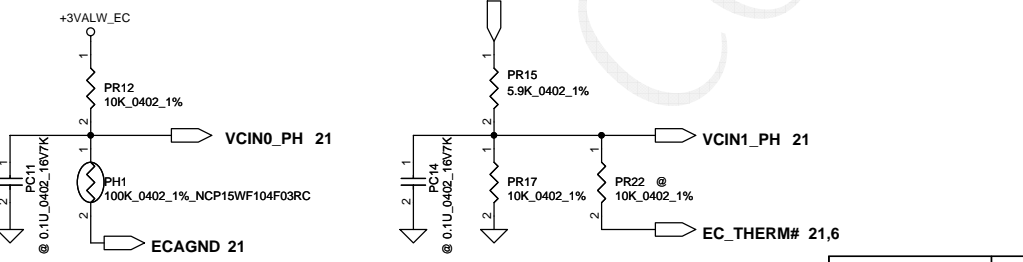 +3VALW_EC
1
PR12
10K_0402_1%
2
VCIN0_PH 21
1
PC11
2
@ 0.1U_0402_16V7K
1
PH1
100K_0402_1%_NCP15WF104F03RC
2
ECAGND 21
1
PR15
5.9K_0402_1%
2
VCIN1_PH 21
1
PC14
2
@ 0.1U_0402_16V7K
1
PR17
10K_0402_1%
2
1
PR22 @
10K_0402_1%
2
EC_THERM# 21,6